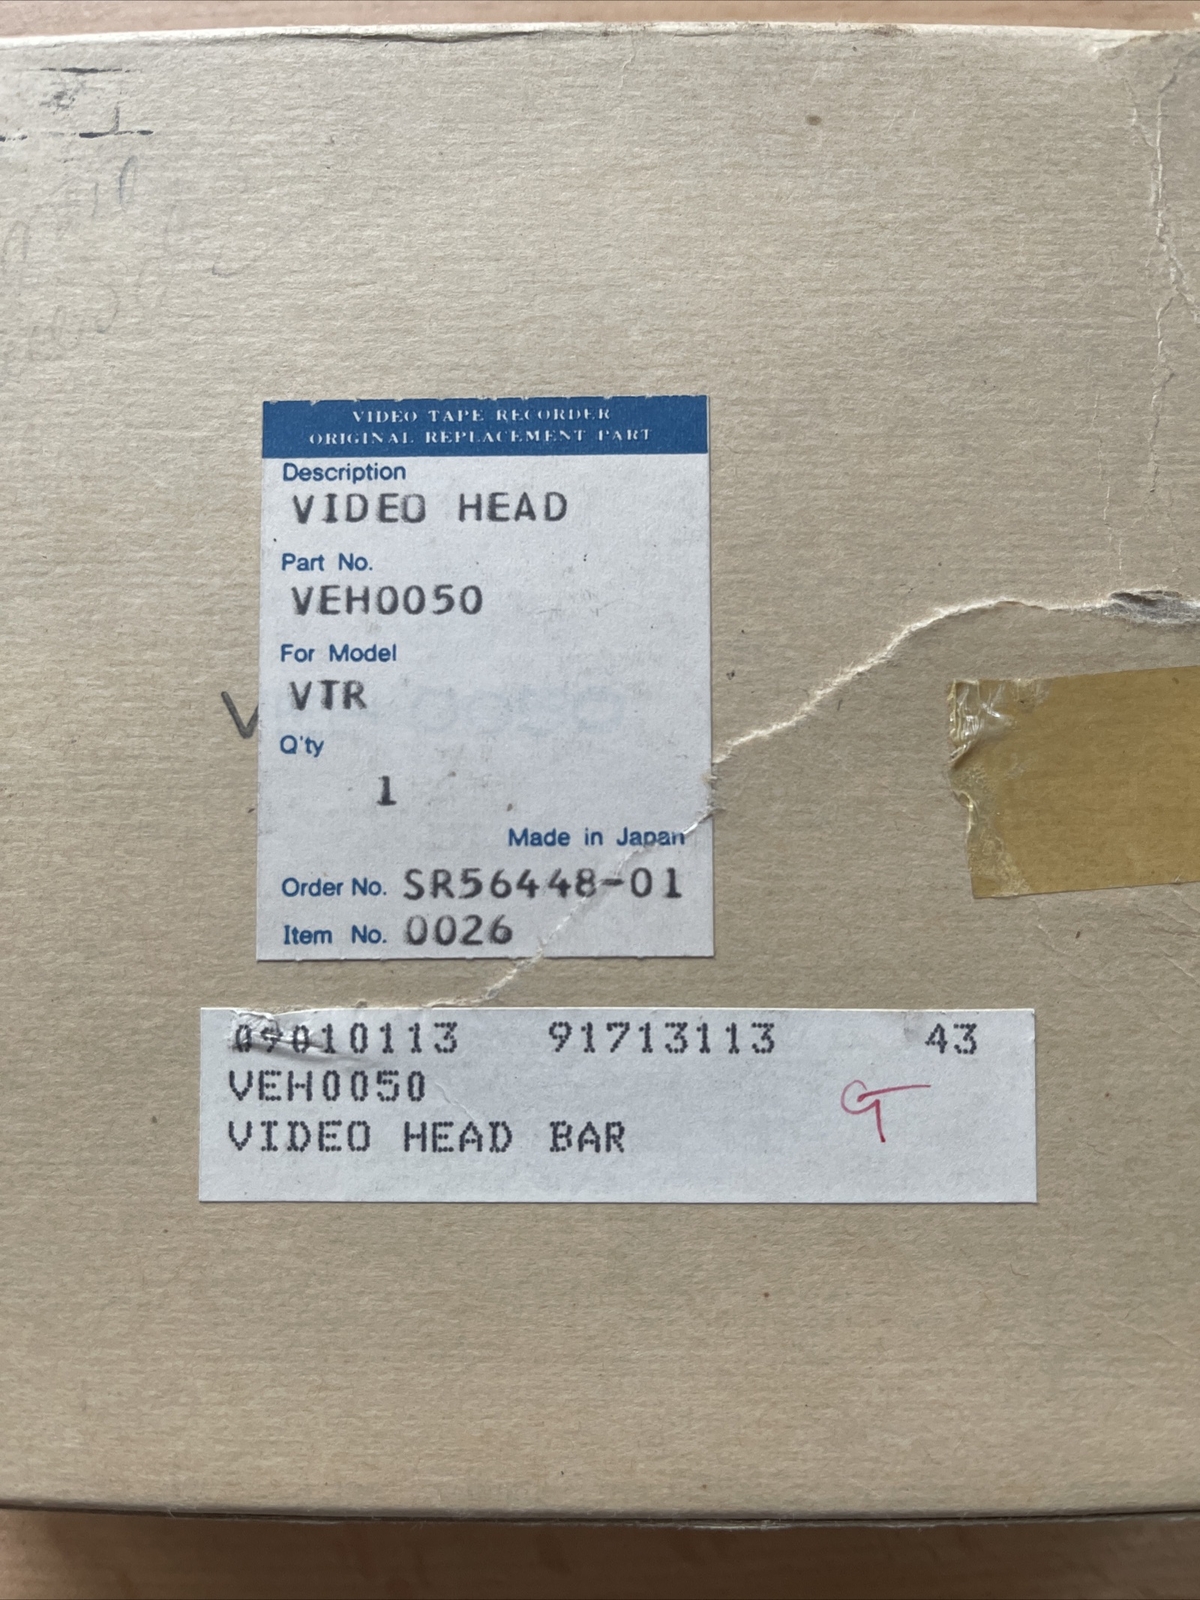 VIDEO TAPE RECORDER
ORIGINAL REPLACEMENT PART
Description
VIDEO HEAD
Part No.
VEH0050
For Model
VTR
Q'ty
1
Made in Japan
Order No. SR56448-01
Item No. 0026
09010113 91713113 43
VEH0050
VIDEO HEAD BAR